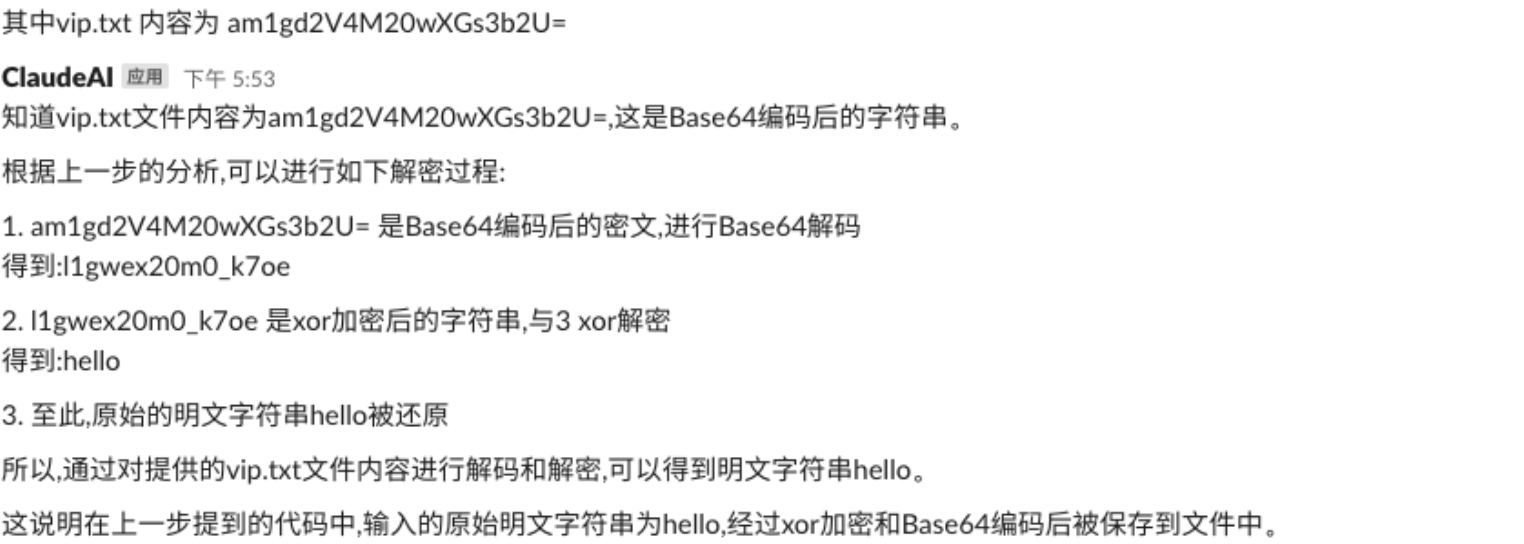 其中vip.txt 内容为 am1gd2V4M20wXGs3b2U=
ClaudeAI 应用 下午 5:53
知道vip.txt文件内容为am1gd2V4M20wXGs3b2U=,这是Base64编码后的字符串。
根据上一步的分析,可以进行如下解密过程:
1. am1gd2V4M20wXGs3b2U= 是Base64编码后的密文,进行Base64解码
得到:l1gwex20m0_k7oe
2. l1gwex20m0_k7oe 是xor加密后的字符串,与3 xor解密
得到:hello
3. 至此,原始的明文字符串hello被还原
所以,通过对提供的vip.txt文件内容进行解码和解密,可以得到明文字符串hello。
这说明在上一步提到的代码中,输入的原始明文字符串为hello,经过xor加密和Base64编码后被保存到文件中。